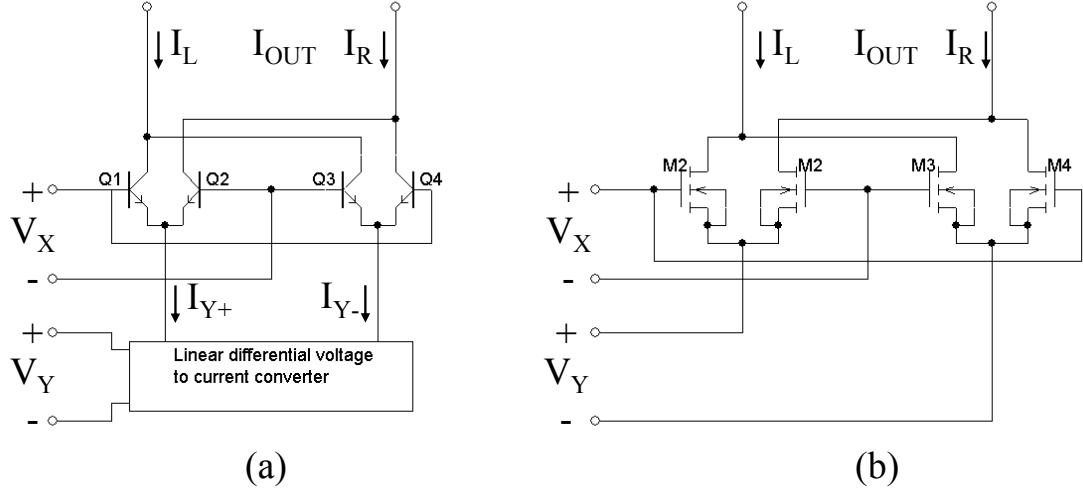 I_L I_OUT I_R
I_L I_OUT I_R
Q1 Q2 Q3 Q4
M2 M2 M3 M4
+
V_X
-
+
V_X
-
I_Y+ I_Y-
+
V_Y
-
Linear differential voltage
to current converter
+
V_Y
-
(a)
(b)